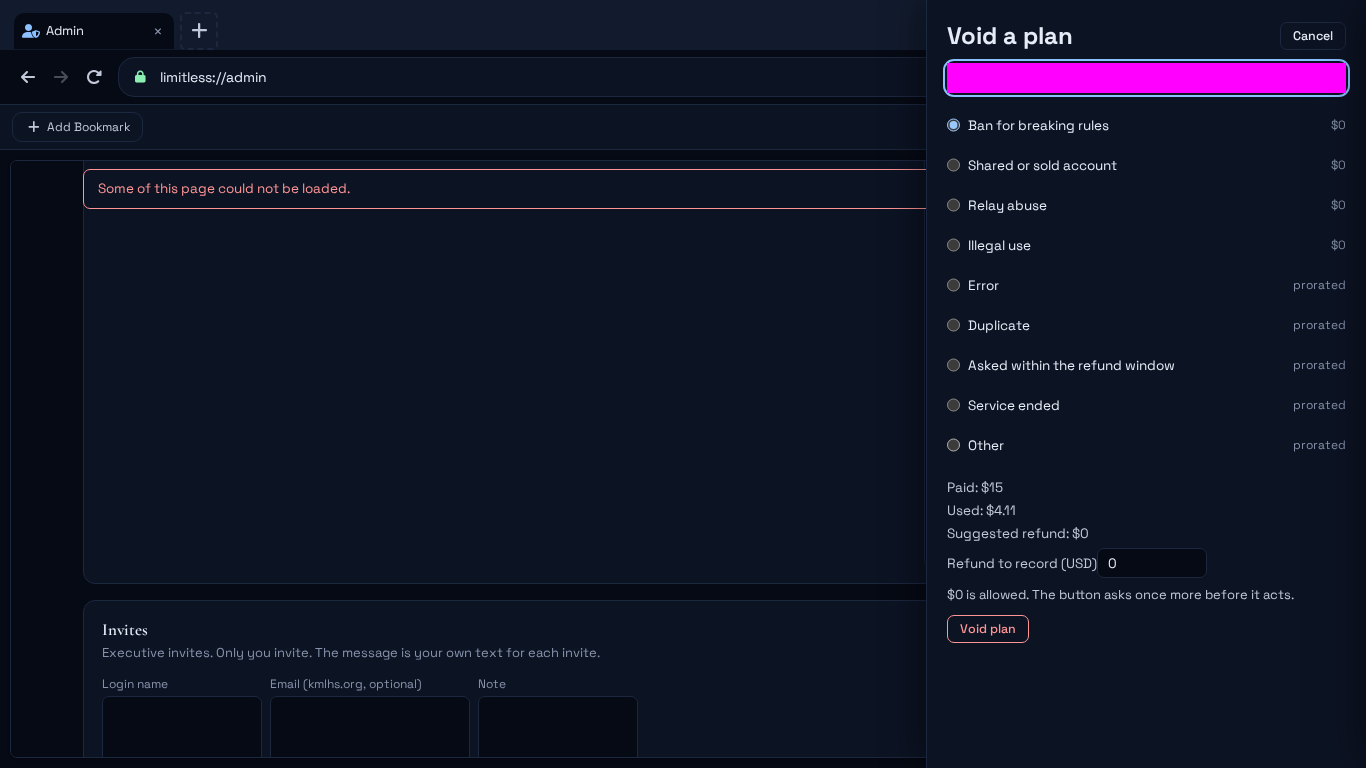 Admin
limitless://admin
Add Bookmark
Some of this page could not be loaded.
Invites
Executive invites. Only you invite. The message is your own text for each invite.
Login name
Email (kmlhs.org, optional)
Note
Void a plan
Cancel
Ban for breaking rules $0
Shared or sold account $0
Relay abuse $0
Illegal use $0
Error prorated
Duplicate prorated
Asked within the refund window prorated
Service ended prorated
Other prorated
Paid: $15
Used: $4.11
Suggested refund: $0
Refund to record (USD) 0
$0 is allowed. The button asks once more before it acts.
Void plan